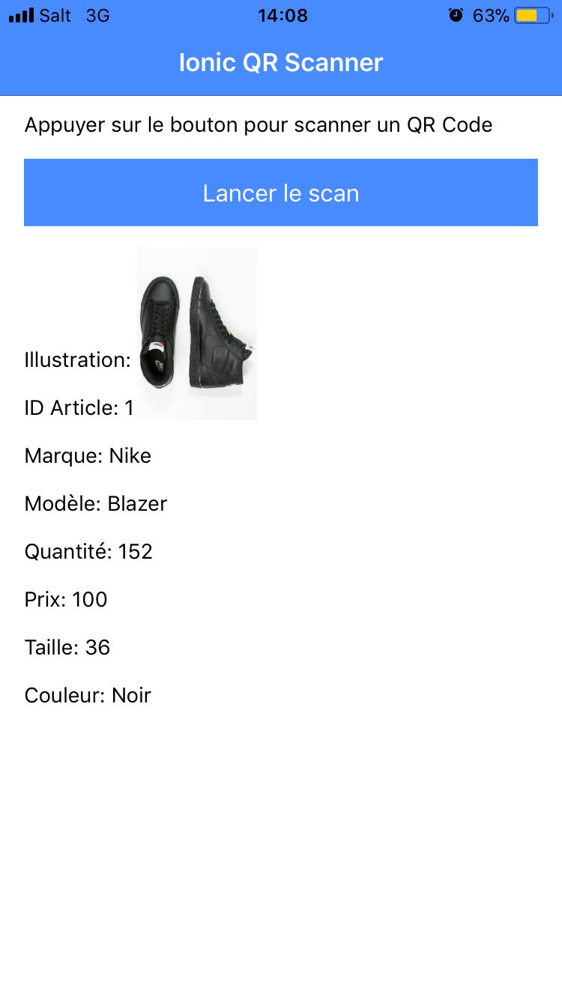 Salt 3G 14:08 63%
Ionic QR Scanner
Appuyer sur le bouton pour scanner un QR Code
Lancer le scan
Illustration:
ID Article: 1
Marque: Nike
Modèle: Blazer
Quantité: 152
Prix: 100
Taille: 36
Couleur: Noir